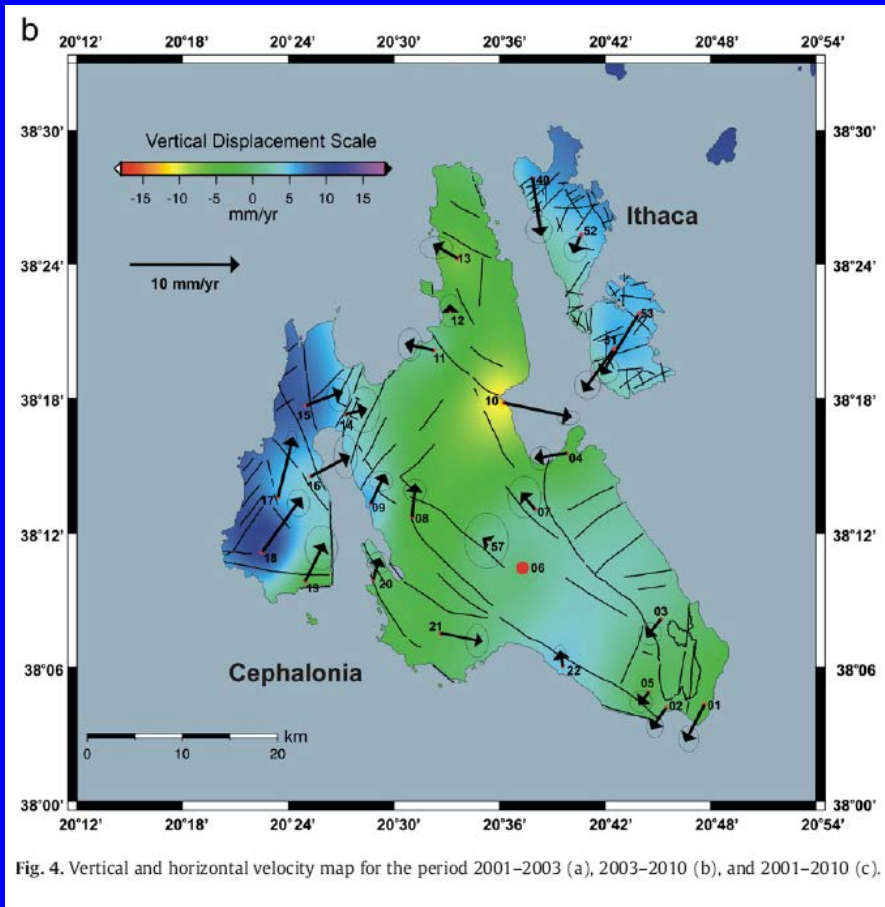 b
20°12' 20°18' 20°24' 20°30' 20°36' 20°42' 20°48' 20°54'
38°30' 38°30'
Vertical Displacement Scale
-15 -10 -5 0 5 10 15
mm/yr
40
Ithaca
52
38°24' 13 38°24'
10 mm/yr
12 53
11 51
38°18' 38°18'
15 10
14
04
16
17 09 08 07
38°12' 38°12'
18 57
06
19 20
03
21
38°06' 38°06'
Cephalonia 22
05
02 01
km
0 10 20
38°00' 38°00'
20°12' 20°18' 20°24' 20°30' 20°36' 20°42' 20°48' 20°54'
Fig. 4. Vertical and horizontal velocity map for the period 2001–2003 (a), 2003–2010 (b), and 2001–2010 (c).